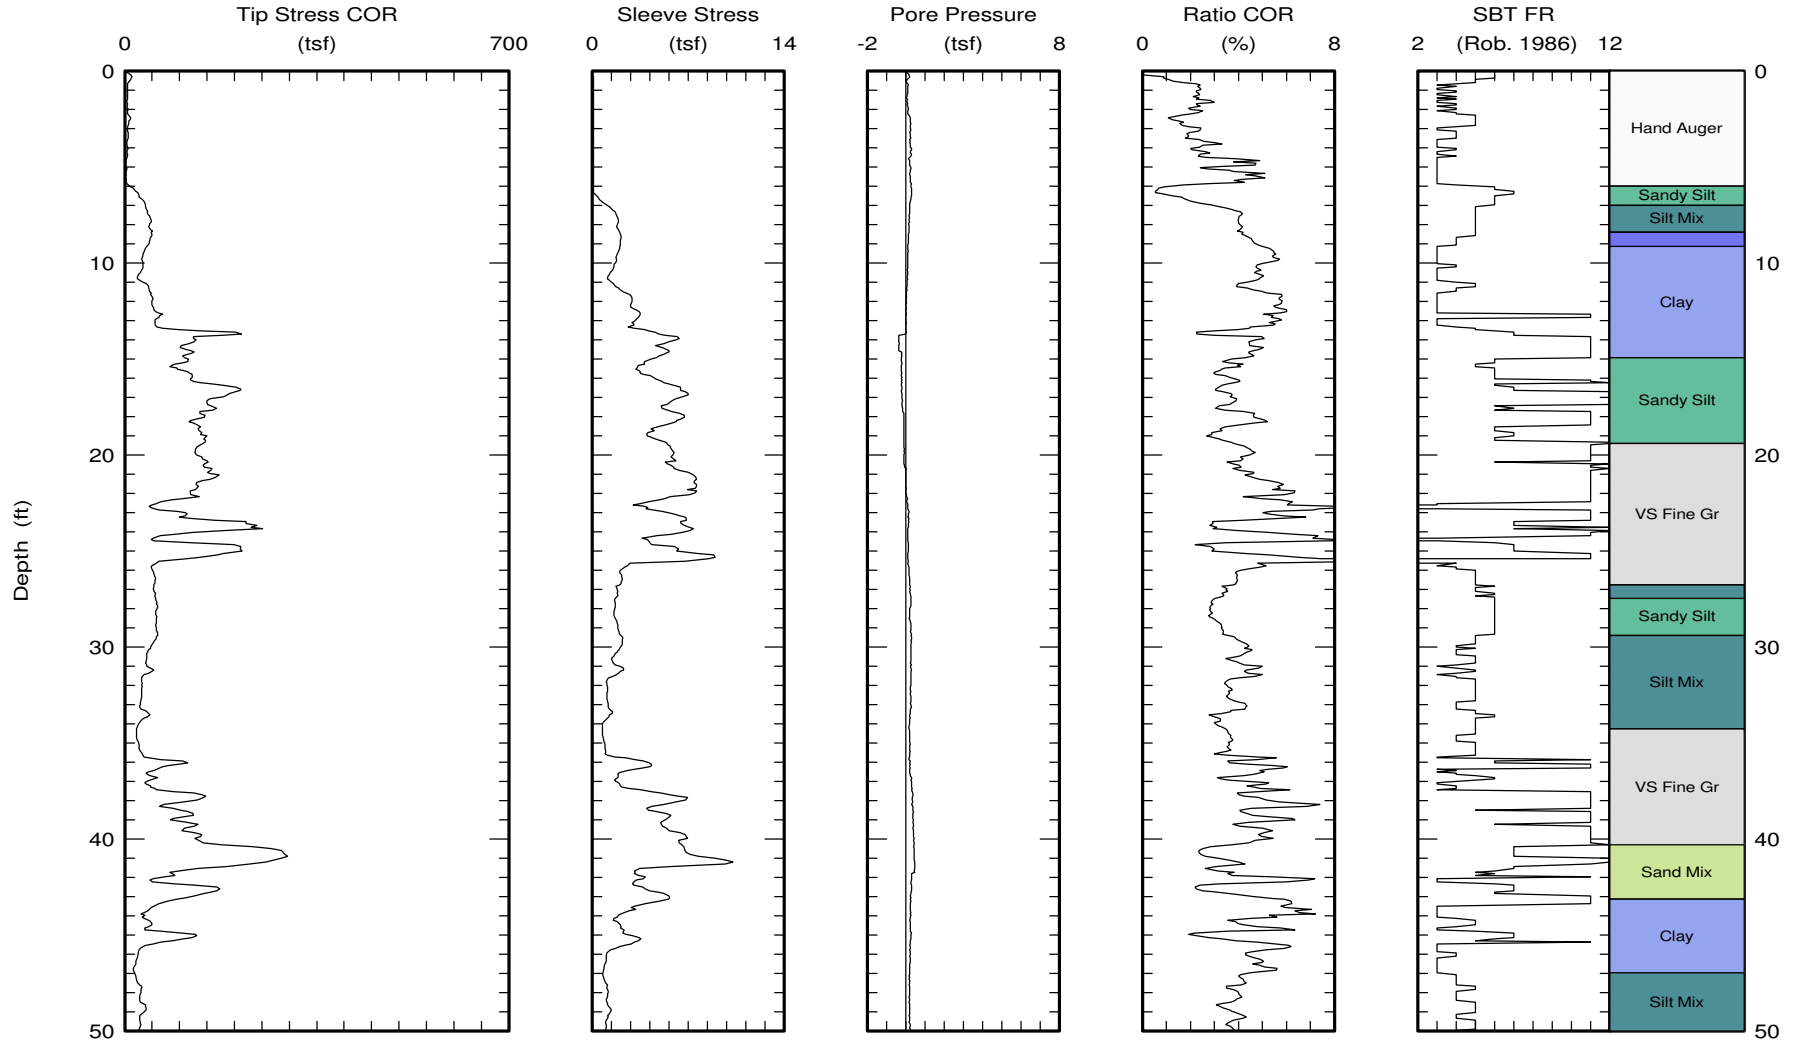 Tip Stress COR Sleeve Stress Pore Pressure Ratio COR SBT FR
0 (tsf) 700 0 (tsf) 14 -2 (tsf) 8 0 (%) 8 2 (Rob. 1986) 12
0 0
Hand Auger
Sandy Silt
Silt Mix
10 10
Clay
Sandy Silt
20 20
VS Fine Gr
Depth (ft)
Sandy Silt
30 30
Silt Mix
VS Fine Gr
40 40
Sand Mix
Clay
Silt Mix
50 50